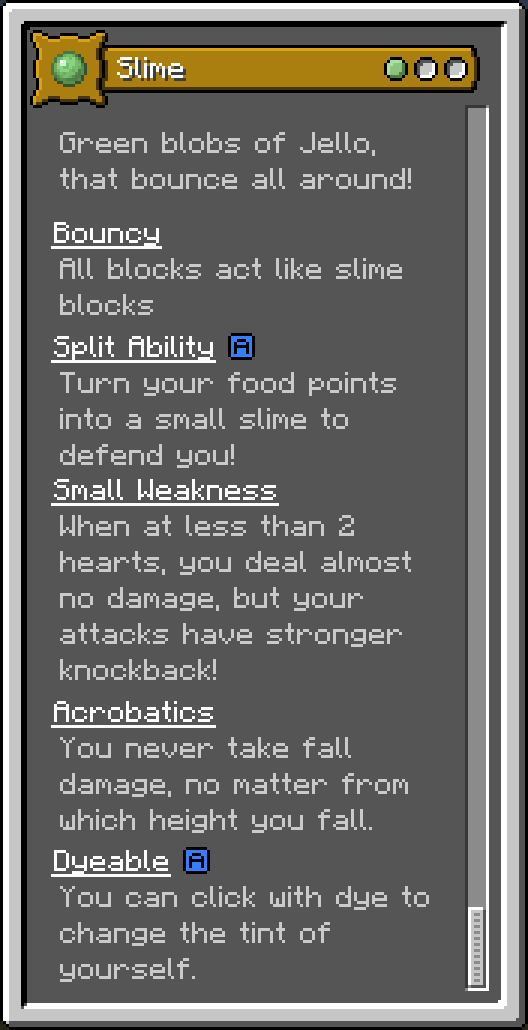 Slime
Green blobs of Jello,
that bounce all around!
Bouncy
All blocks act like slime
blocks
Split Ability A
Turn your food points
into a small slime to
defend you!
Small Weakness
When at less than 2
hearts, you deal almost
no damage, but your
attacks have stronger
knockback!
Acrobatics
You never take fall
damage, no matter from
which height you fall.
Dyeable A
You can click with dye to
change the tint of
yourself.